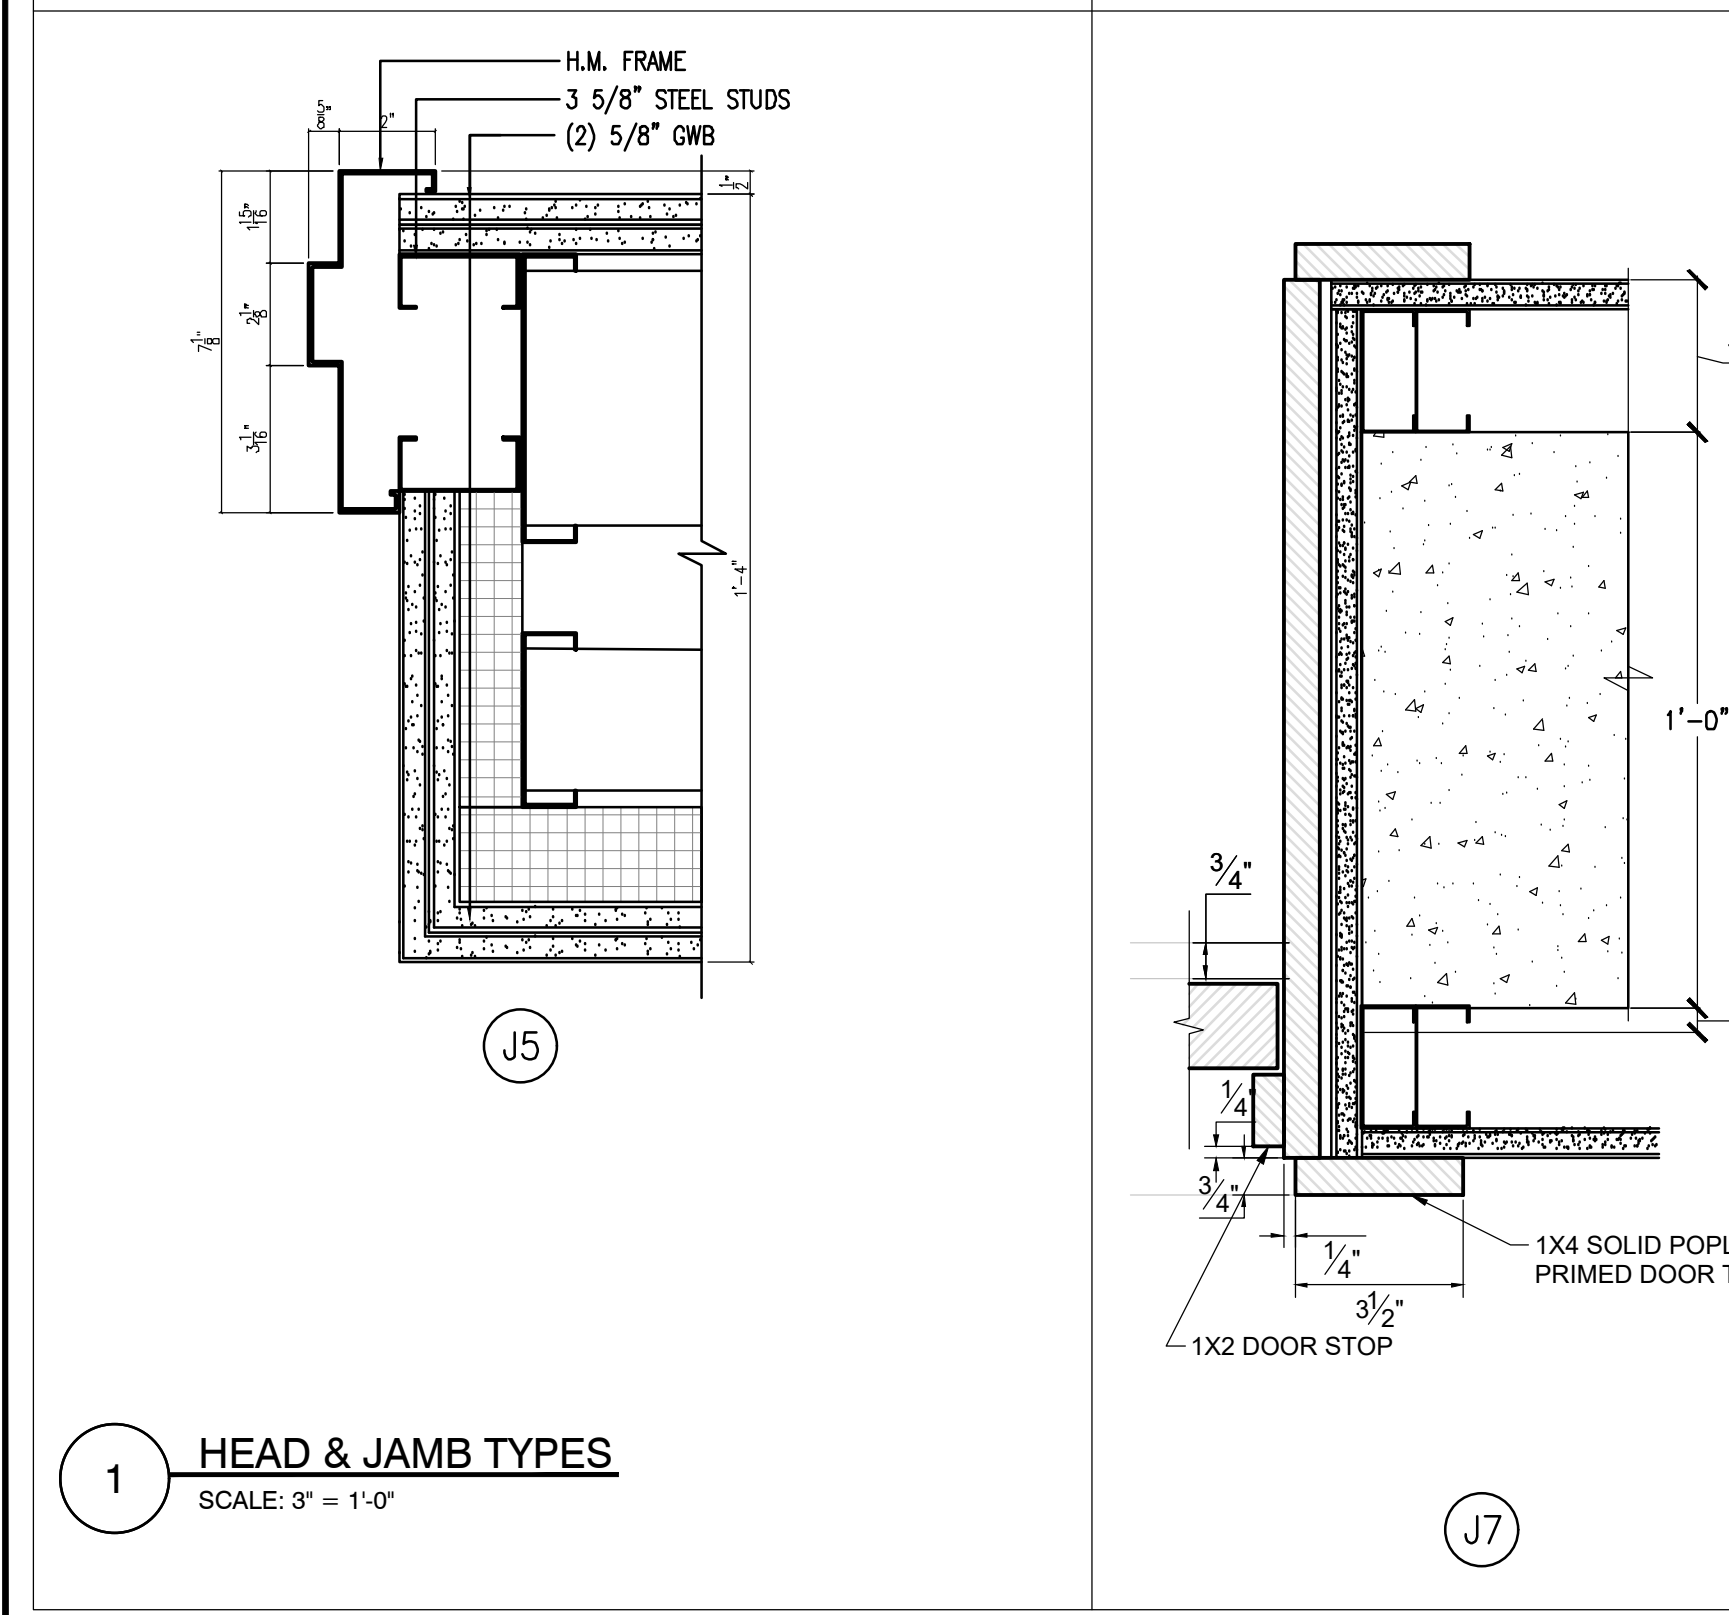 H.M. FRAME
3 5/8" STEEL STUDS
(2) 5/8" GWB
5/8"
2"
1/2"
1 15/16"
2 1/8"
7 1/8"
3 1/16"
1'-4"
J5
1'-0"
3/4"
1/4"
3/4"
1/4"
3 1/2"
1X4 SOLID
PRIMED DOOR
1X2 DOOR STOP
1
HEAD & JAMB TYPES
SCALE: 3" = 1'-0"
J7